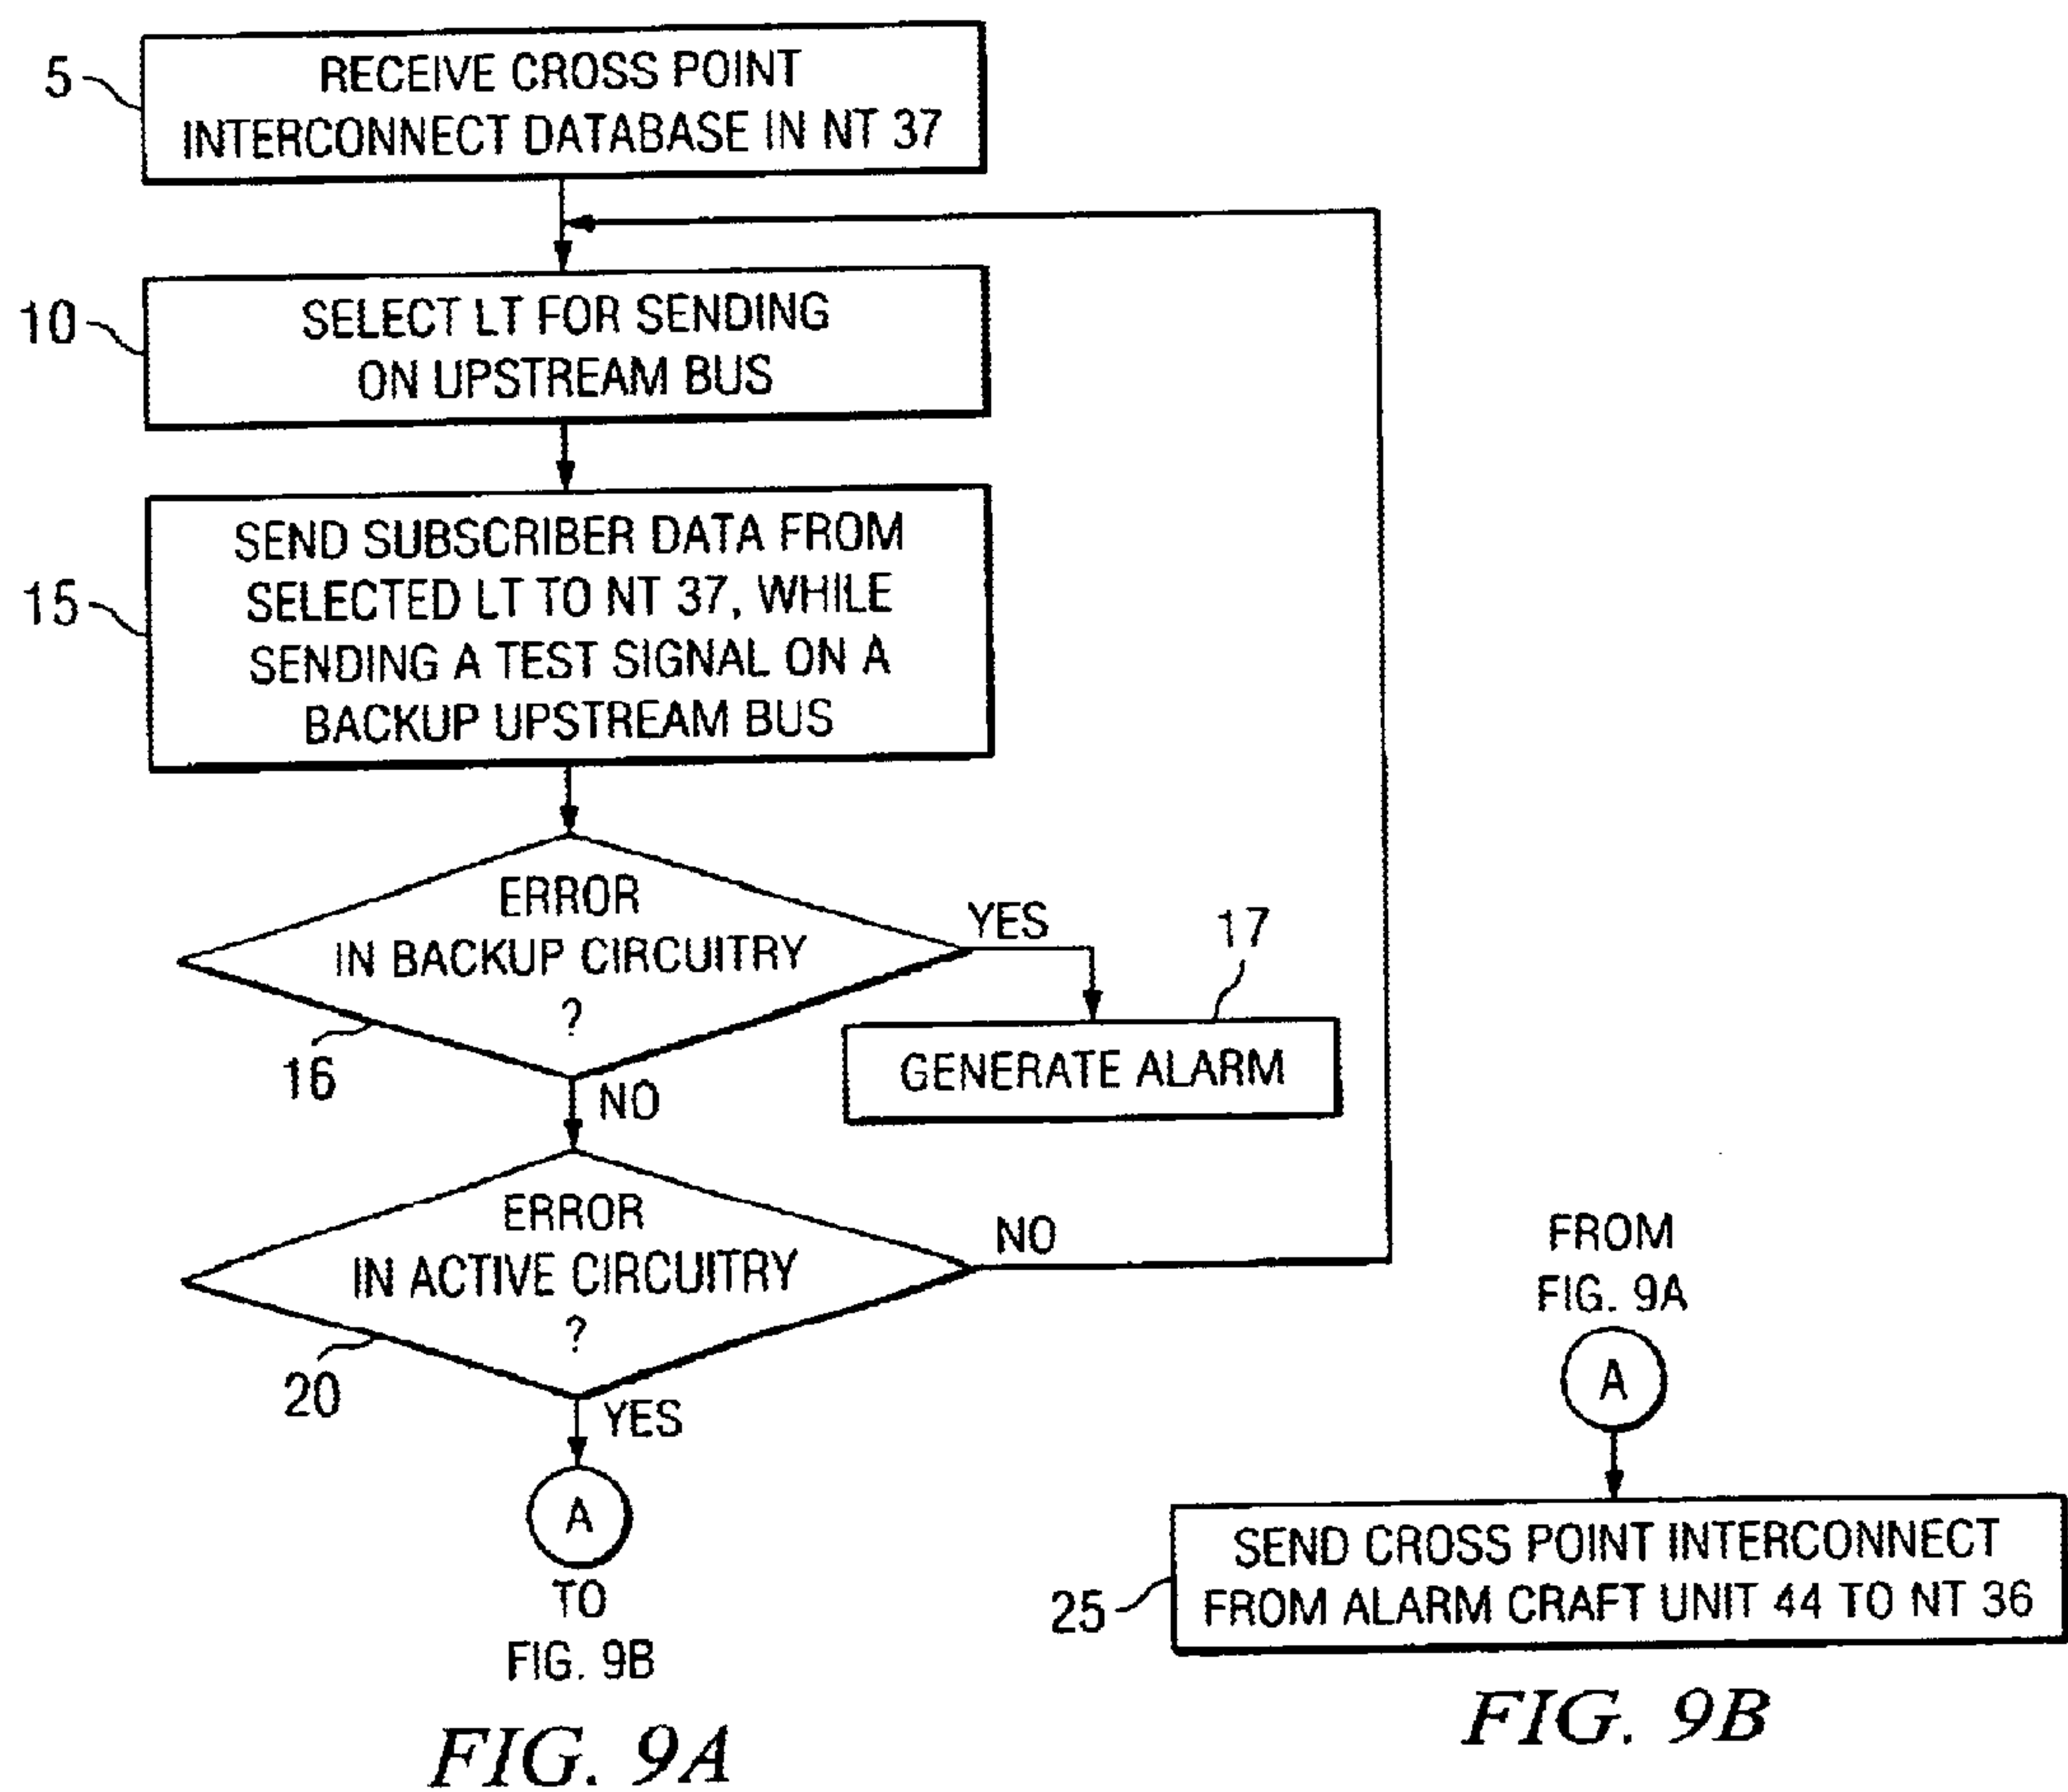 5
RECEIVE CROSS POINT
INTERCONNECT DATABASE IN NT 37
10
SELECT LT FOR SENDING
ON UPSTREAM BUS
15
SEND SUBSCRIBER DATA FROM
SELECTED LT TO NT 37, WHILE
SENDING A TEST SIGNAL ON A
BACKUP UPSTREAM BUS
ERROR
IN BACKUP CIRCUITRY
?
16
YES
17
GENERATE ALARM
NO
ERROR
IN ACTIVE CIRCUITRY
?
20
NO
YES
A
TO
FIG. 9B
FIG. 9A
FROM
FIG. 9A
A
25
SEND CROSS POINT INTERCONNECT
FROM ALARM CRAFT UNIT 44 TO NT 36
FIG. 9B